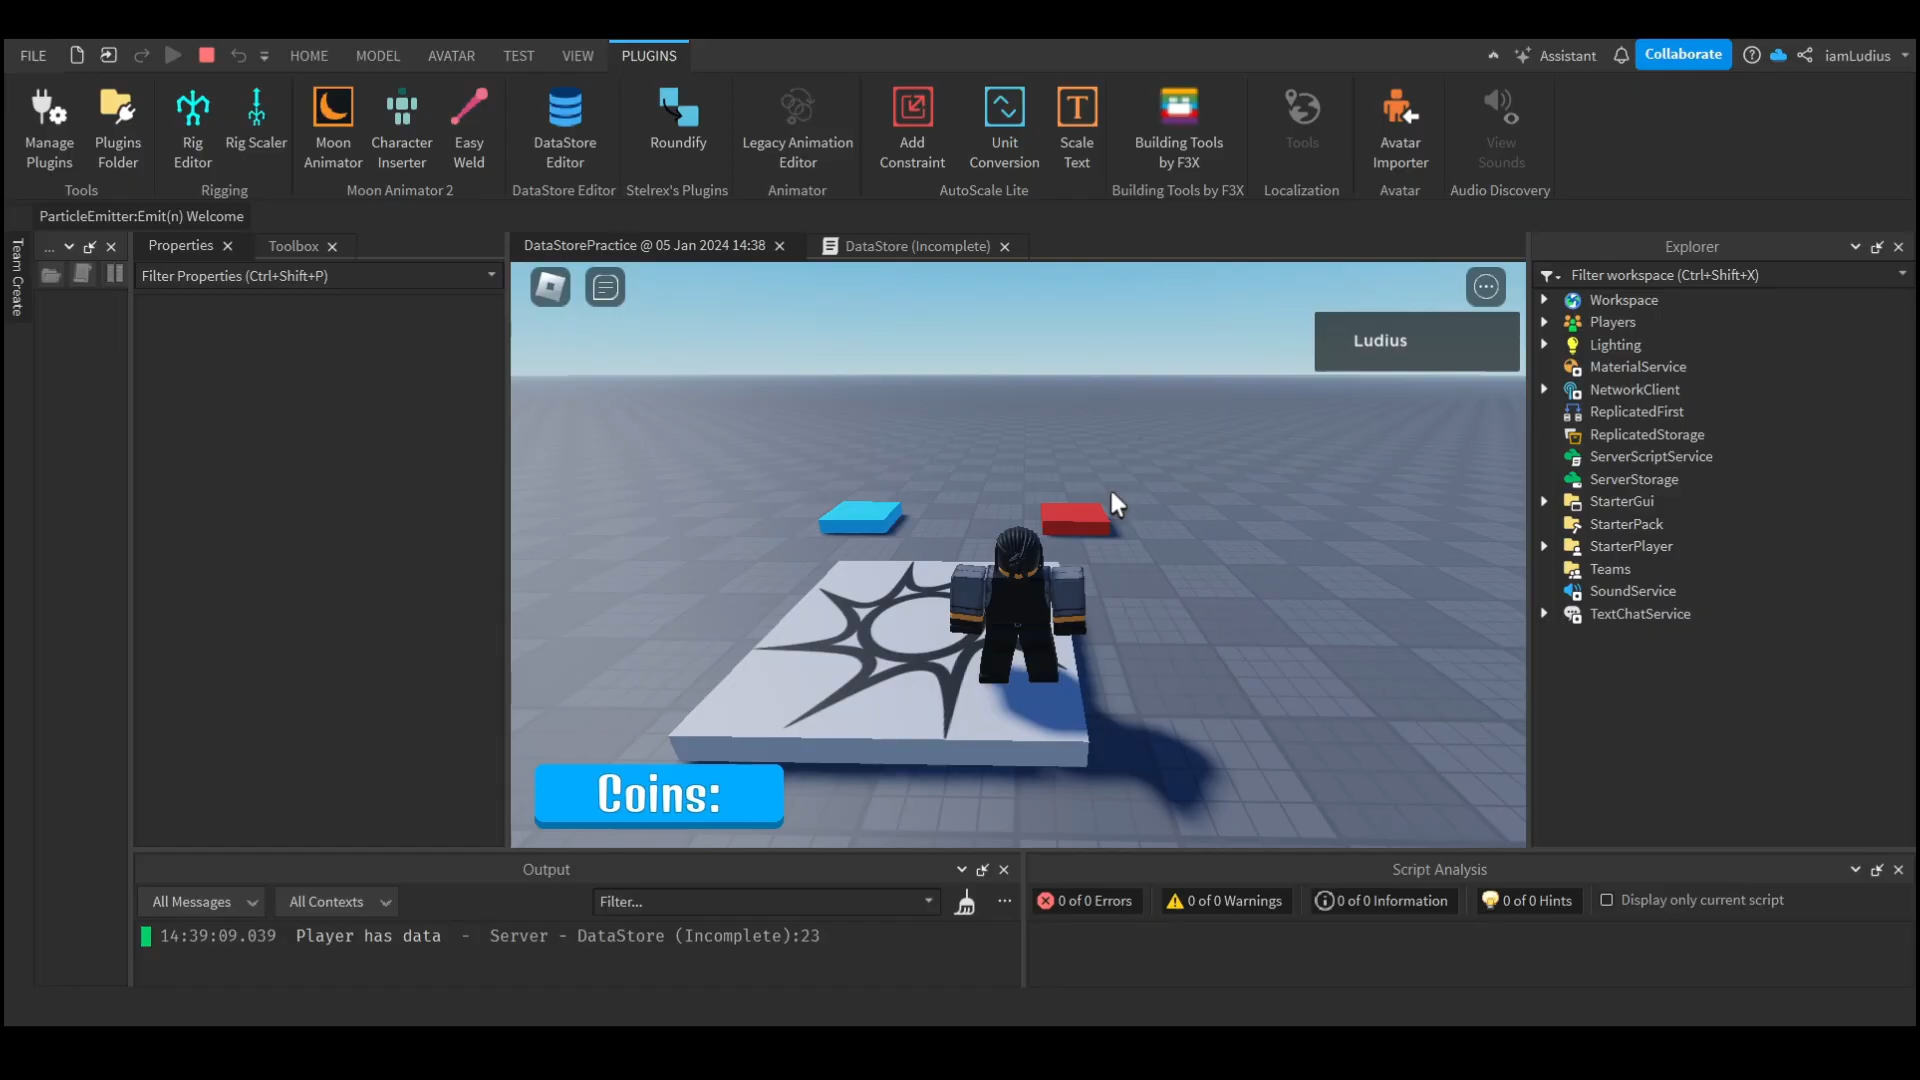 FILE HOME MODEL AVATAR TEST VIEW PLUGINS Assistant Collaborate iamLudius
Manage Plugins
Plugins Folder
Tools
Rig Editor
Rig Scaler
Rigging
Moon Animator
Character Inserter
Easy Weld
Moon Animator 2
DataStore Editor
DataStore Editor
Roundify
Stelrex's Plugins
Legacy Animation Editor
Animator
Add Constraint
Unit Conversion
T
Scale Text
AutoScale Lite
Building Tools by F3X
Building Tools by F3X
Tools
Localization
Avatar Importer
Avatar
View Sounds
Audio Discovery
ParticleEmitter:Emit(n) Welcome
Team Create
...
Properties
Toolbox
Filter Properties (Ctrl+Shift+P)
DataStorePractice @ 05 Jan 2024 14:38
DataStore (Incomplete)
Ludius
Coins:
Explorer
Filter workspace (Ctrl+Shift+X)
Workspace
Players
Lighting
MaterialService
NetworkClient
ReplicatedFirst
ReplicatedStorage
ServerScriptService
ServerStorage
StarterGui
StarterPack
StarterPlayer
Teams
SoundService
TextChatService
Output
All Messages
All Contexts
Filter...
14:39:09.039 Player has data - Server - DataStore (Incomplete):23
Script Analysis
0 of 0 Errors
0 of 0 Warnings
0 of 0 Information
0 of 0 Hints
Display only current script